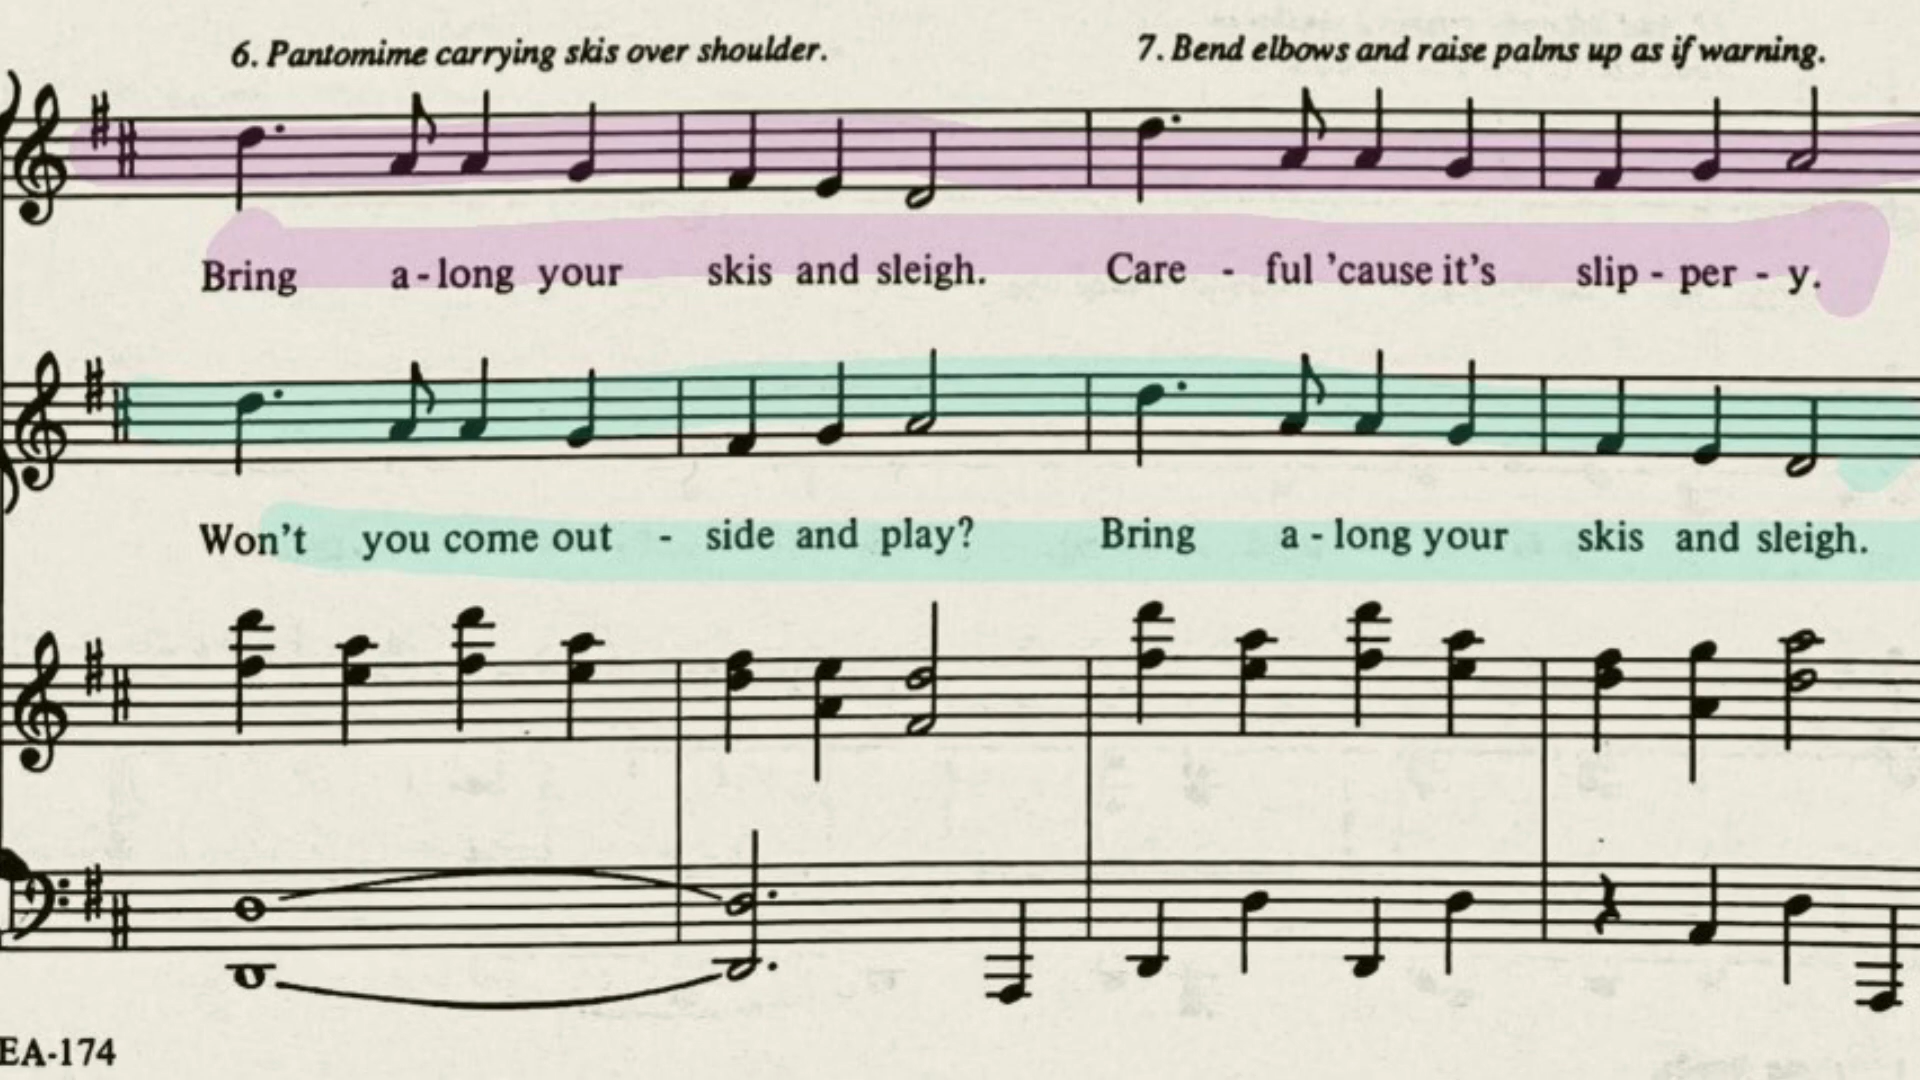 6. Pantomime carrying skis over shoulder. 7. Bend elbows and raise palms up as if warning.
Bring a - long your skis and sleigh. Care - ful 'cause it's slip - per - y.
Won't you come out - side and play? Bring a - long your skis and sleigh.
EA-174